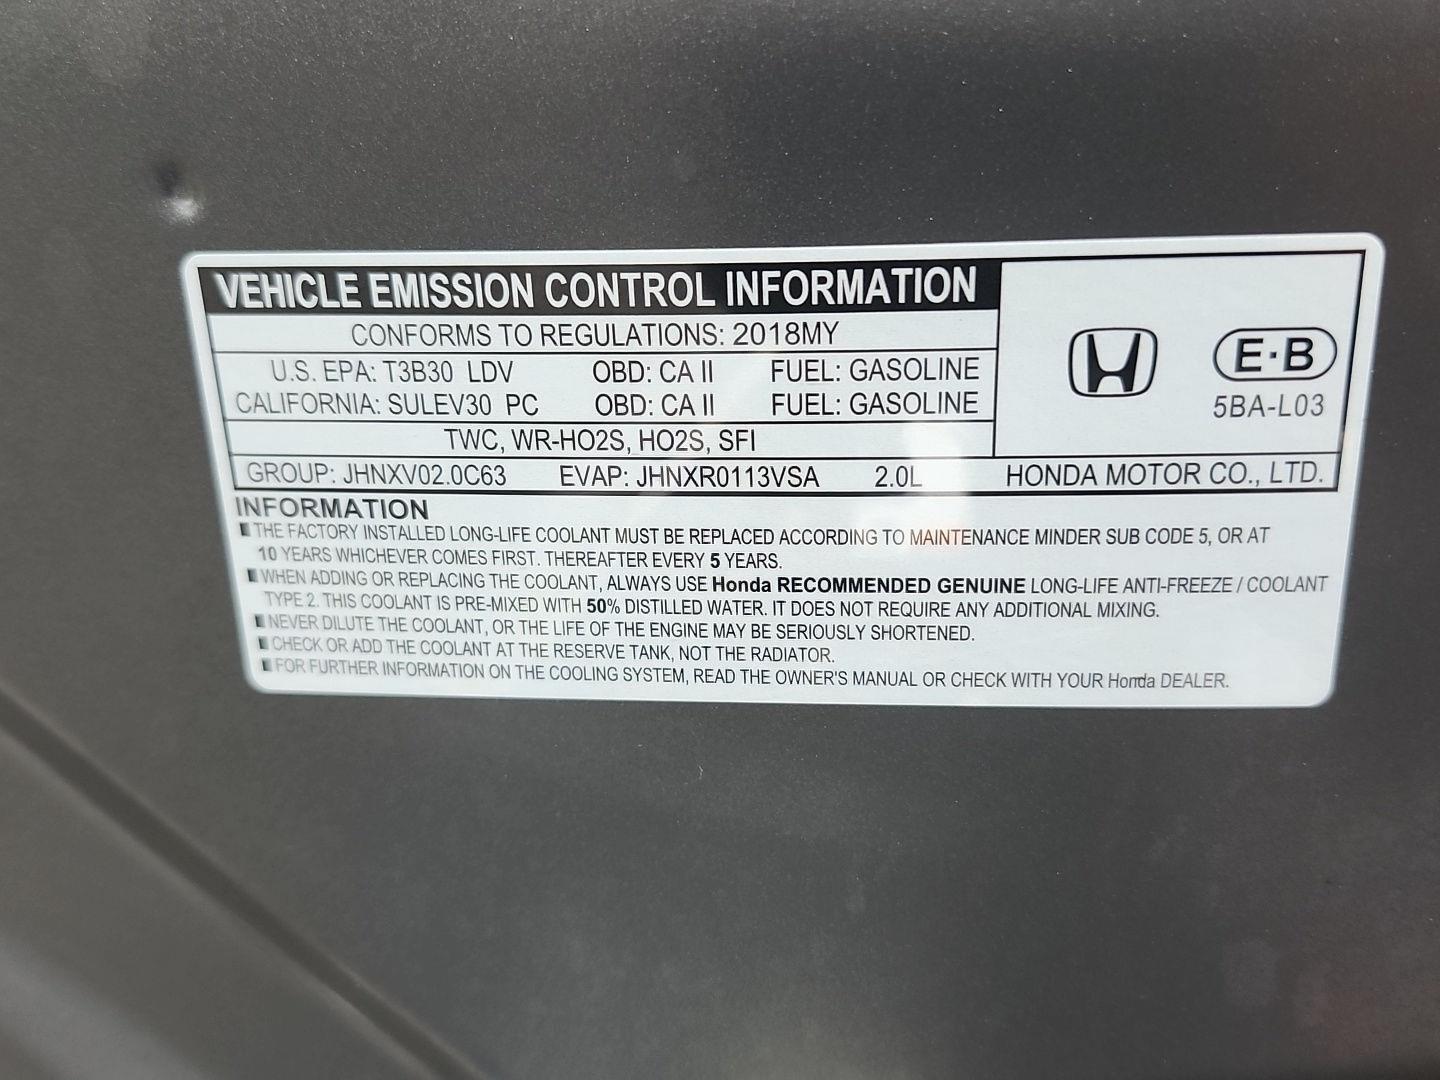 VEHICLE EMISSION CONTROL INFORMATION
CONFORMS TO REGULATIONS: 2018MY
U.S. EPA: T3B30 LDV OBD: CA II FUEL: GASOLINE
CALIFORNIA: SULEV30 PC OBD: CA II FUEL: GASOLINE
E·B
5BA-L03
TWC, WR-HO2S, HO2S, SFI
GROUP: JHNXV02.0C63 EVAP: JHNXR0113VSA 2.0L HONDA MOTOR CO., LTD.
INFORMATION
THE FACTORY INSTALLED LONG-LIFE COOLANT MUST BE REPLACED ACCORDING TO MAINTENANCE MINDER SUB CODE 5, OR AT
10 YEARS WHICHEVER COMES FIRST. THEREAFTER EVERY 5 YEARS.
WHEN ADDING OR REPLACING THE COOLANT, ALWAYS USE Honda RECOMMENDED GENUINE LONG-LIFE ANTI-FREEZE / COOLANT
TYPE 2. THIS COOLANT IS PRE-MIXED WITH 50% DISTILLED WATER. IT DOES NOT REQUIRE ANY ADDITIONAL MIXING.
NEVER DILUTE THE COOLANT, OR THE LIFE OF THE ENGINE MAY BE SERIOUSLY SHORTENED.
CHECK OR ADD THE COOLANT AT THE RESERVE TANK, NOT THE RADIATOR.
FOR FURTHER INFORMATION ON THE COOLING SYSTEM, READ THE OWNER'S MANUAL OR CHECK WITH YOUR Honda DEALER.